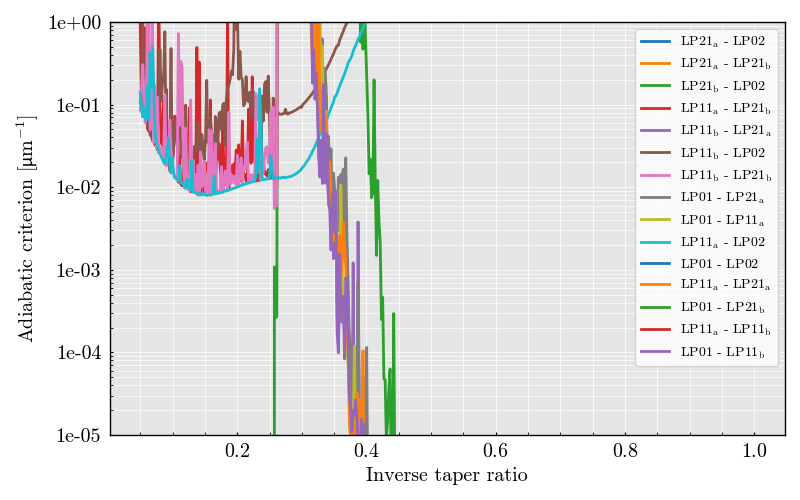 1e+00
1e-01
1e-02
1e-03
1e-04
1e-05
Adiabatic criterion [µm⁻¹]
0.2 0.4 0.6 0.8 1.0
Inverse taper ratio
LP21a - LP02
LP21a - LP21b
LP21b - LP02
LP11a - LP21b
LP11b - LP21a
LP11b - LP02
LP11b - LP21b
LP01 - LP21a
LP01 - LP11a
LP11a - LP02
LP01 - LP02
LP11a - LP21a
LP01 - LP21b
LP11a - LP11b
LP01 - LP11b